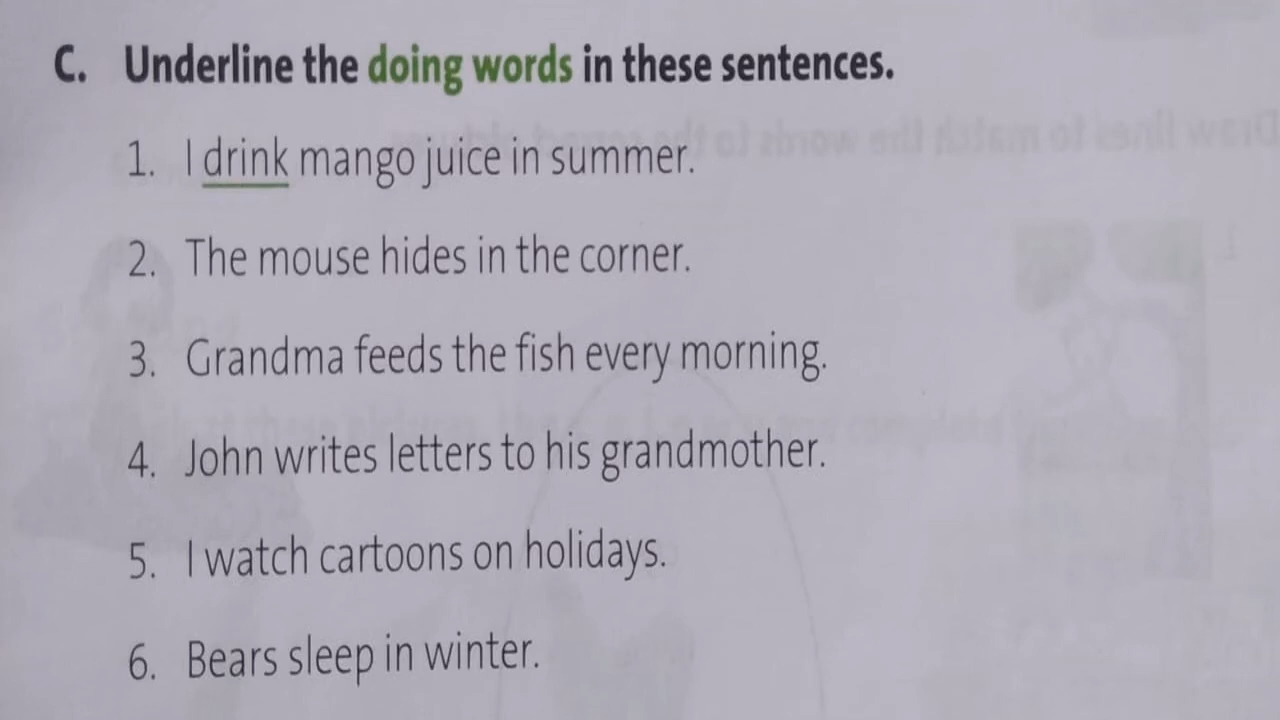 C. Underline the doing words in these sentences.
1. I drink mango juice in summer.
2. The mouse hides in the corner.
3. Grandma feeds the fish every morning.
4. John writes letters to his grandmother.
5. I watch cartoons on holidays.
6. Bears sleep in winter.